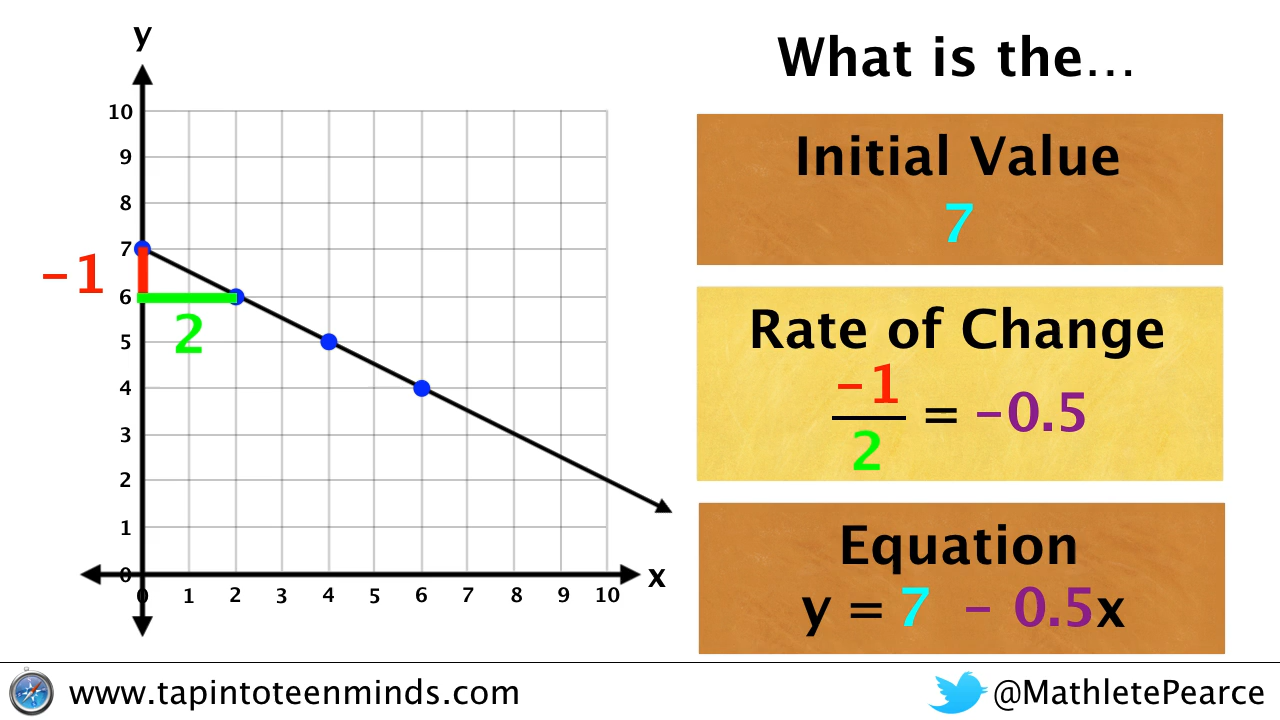 y
10
9
8
7
6
5
4
3
2
1
0
−1
2
0 1 2 3 4 5 6 7 8 9 10
x
What is the...
Initial Value
7
Rate of Change
−1
2
= −0.5
Equation
y = 7 − 0.5x
www.tapintoteenminds.com
@MathletePearce